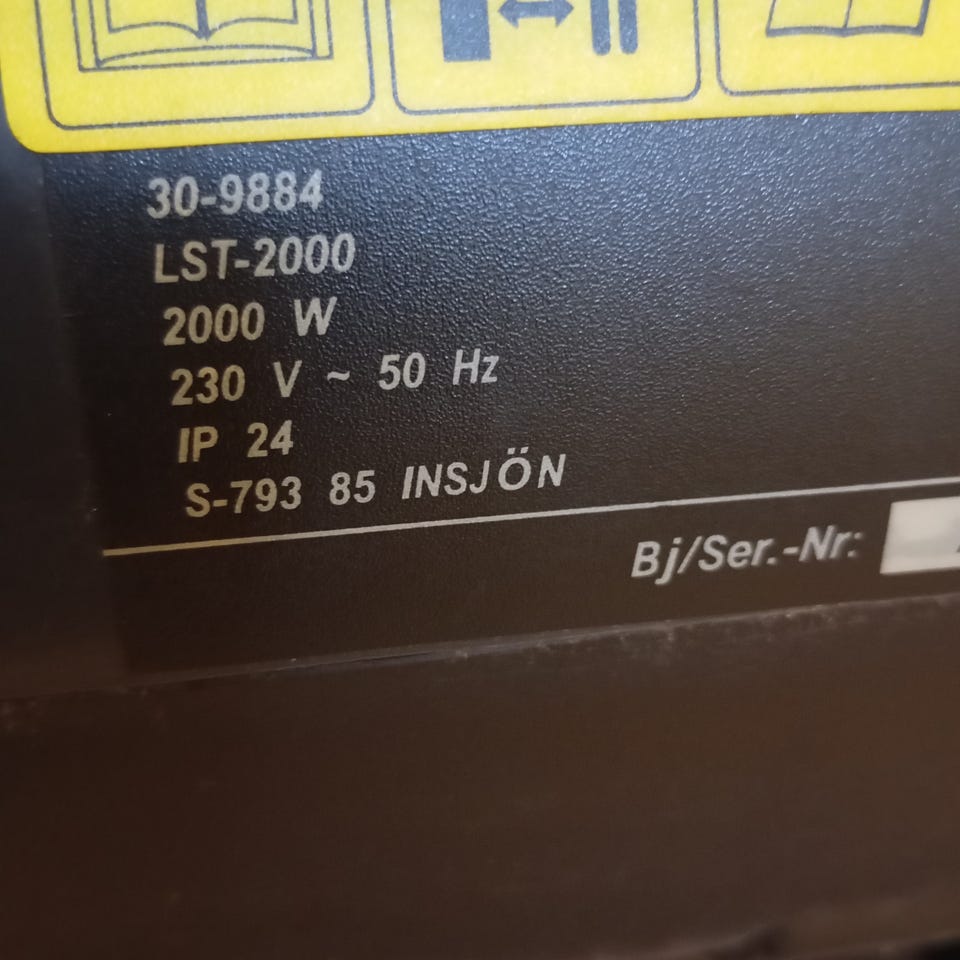 30-9884
LST-2000
2000 W
230 V ~ 50 Hz
IP 24
S-793 85 INSJÖN
Bj/Ser.-Nr: